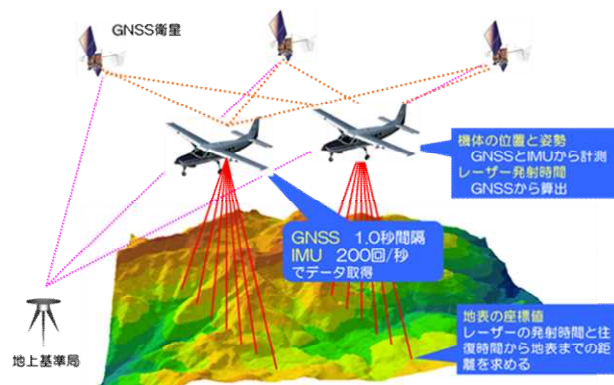 GNSS衛星
機体の位置と姿勢
GNSSとIMUから計測
レーザー発射時間
GNSSから算出
GNSS 1.0秒間隔
IMU 200回/秒
でデータ取得
地上基準局
地表の座標値
レーザーの発射時間と往
復時間から地表までの距
離を求める